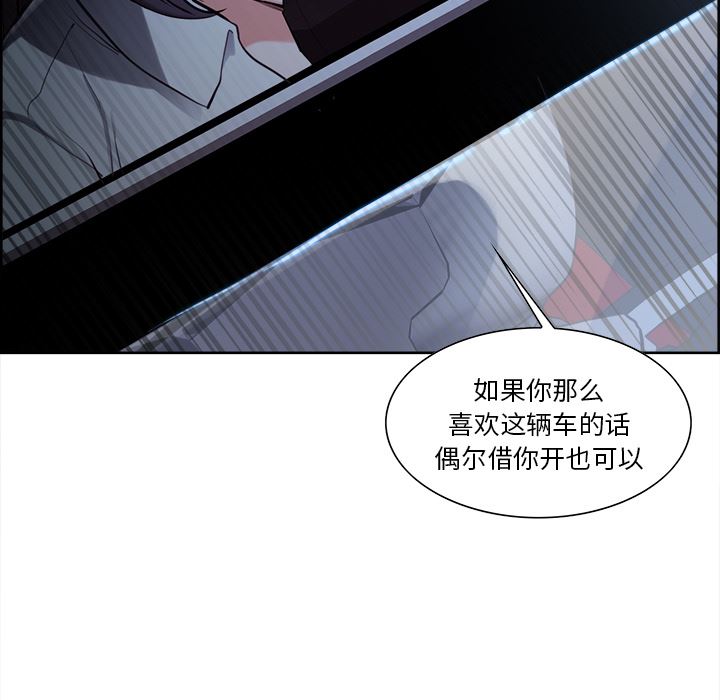 如果你那么
喜欢这辆车的话
偶尔借你开也可以